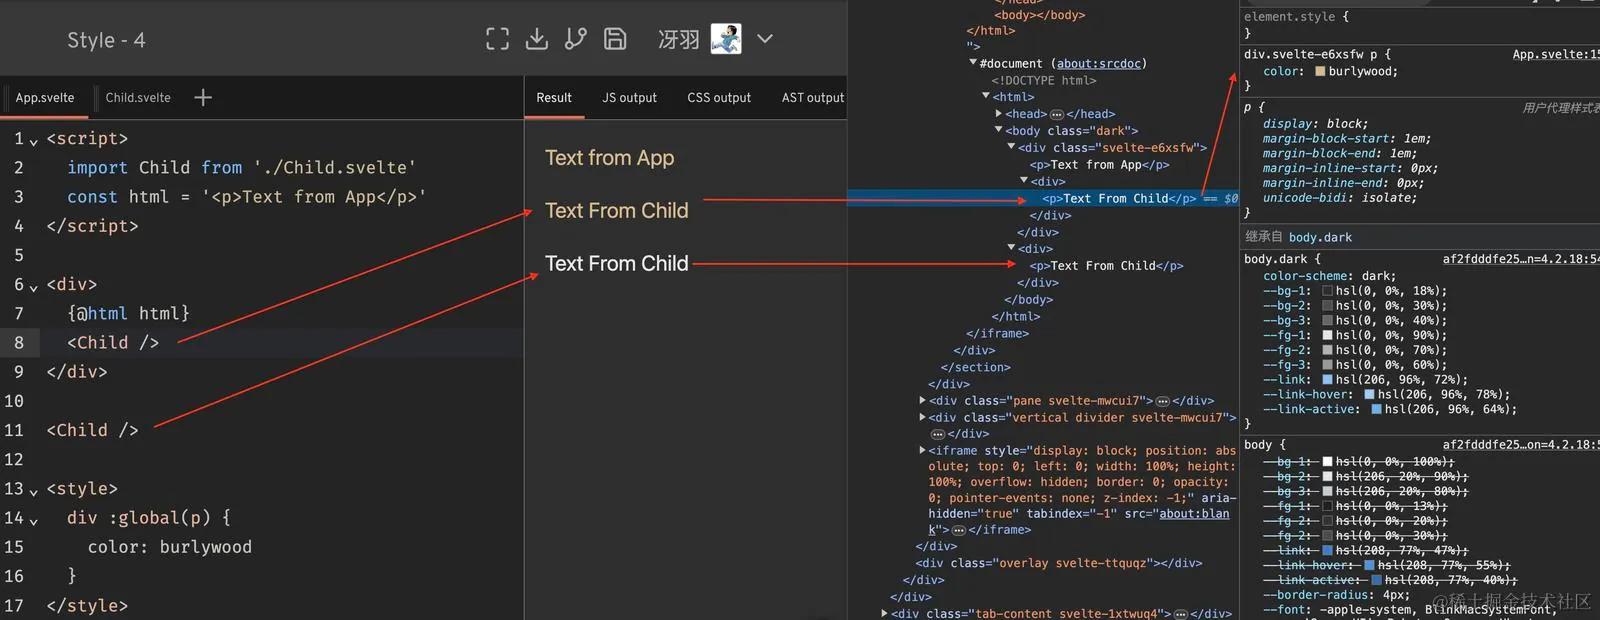 Style - 4
冴羽
App.svelte
Child.svelte
1 <script>
2 import Child from './Child.svelte'
3 const html = '<p>Text from App</p>'
4 </script>
5
6 <div>
7 {@html html}
8 <Child />
9 </div>
10
11 <Child />
12
13 <style>
14 div :global(p) {
15 color: burlywood
16 }
17 </style>
Result JS output CSS output AST output
Text from App
Text From Child
Text From Child
<body></body>
</html>
">
#document (about:srcdoc)
<!DOCTYPE html>
<html>
<head> </head>
<body class="dark">
<div class="svelte-e6xsfw">
<p>Text from App</p>
<div>
<p>Text From Child</p> == $0
</div>
</div>
<div>
<p>Text From Child</p>
</div>
</body>
</html>
</iframe>
</div>
</section>
</div>
<div class="pane svelte-mwcui7"> </div>
<div class="vertical divider svelte-mwcui7">
</div>
<iframe style="display: block; position: abs
olute; top: 0; left: 0; width: 100%; height:
100%; overflow: hidden; border: 0; opacity:
0; pointer-events: none; z-index: -1;" aria-
hidden="true" tabindex="-1" src="about:blan
k"> </iframe>
</div>
<div class="overlay svelte-ttquqz"></div>
</div>
</div>
<div class="tab-content svelte-1xtwuq4"> </div>
element.style {
}
div.svelte-e6xsfw p { App.svelte:15
color: burlywood;
}
p { 用户代理样式表
display: block;
margin-block-start: 1em;
margin-block-end: 1em;
margin-inline-start: 0px;
margin-inline-end: 0px;
unicode-bidi: isolate;
}
继承自 body.dark
body.dark { af2fdddfe25…n=4.2.18:54
color-scheme: dark;
--bg-1: hsl(0, 0%, 18%);
--bg-2: hsl(0, 0%, 30%);
--bg-3: hsl(0, 0%, 40%);
--fg-1: hsl(0, 0%, 90%);
--fg-2: hsl(0, 0%, 70%);
--fg-3: hsl(0, 0%, 60%);
--link: hsl(206, 96%, 72%);
--link-hover: hsl(206, 96%, 78%);
--link-active: hsl(206, 96%, 64%);
}
body { af2fdddfe25…on=4.2.18:5
--bg-1: hsl(0, 0%, 100%);
--bg-2: hsl(206, 20%, 90%);
--bg-3: hsl(206, 20%, 80%);
--fg-1: hsl(0, 0%, 13%);
--fg-2: hsl(0, 0%, 20%);
--fg-2: hsl(0, 0%, 30%);
--link: hsl(208, 77%, 47%);
--link-hover: hsl(208, 77%, 55%);
--link-active: hsl(208, 77%, 40%);
--border-radius: 4px;
--font: -apple-system, BlinkMacSystemFont,
@稀土掘金技术社区